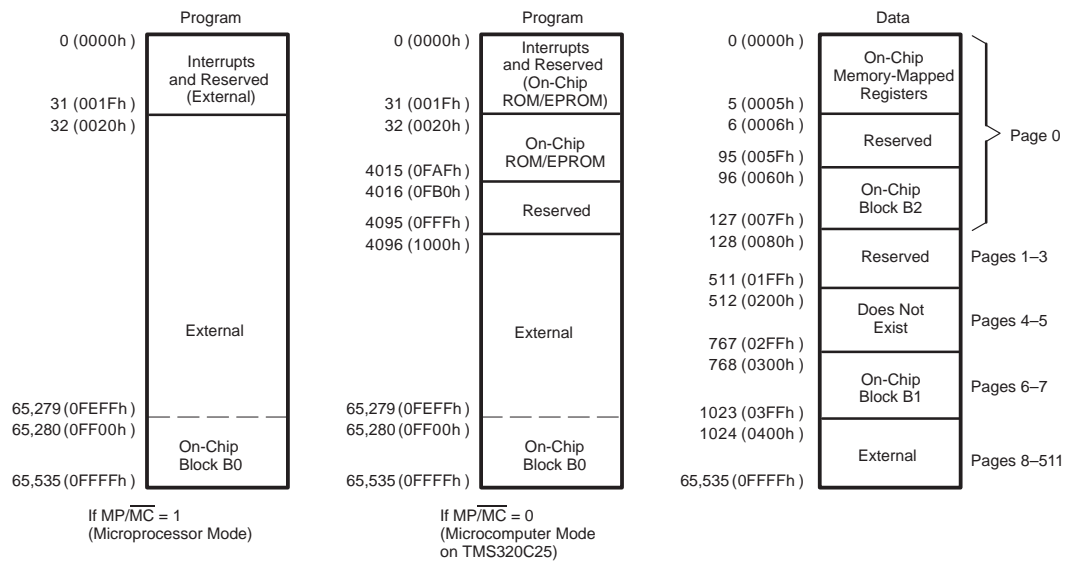 Program
0 (0000h)
Interrupts
and Reserved
(External)
31 (001Fh)
32 (0020h)
External
65,279 (0FEFFh)
65,280 (0FF00h)
On-Chip
Block B0
65,535 (0FFFFh)
If MP/MC = 1
(Microprocessor Mode)
Program
0 (0000h)
Interrupts
and Reserved
(On-Chip
ROM/EPROM)
31 (001Fh)
32 (0020h)
On-Chip
ROM/EPROM
4015 (0FAFh)
4016 (0FB0h)
Reserved
4095 (0FFFh)
4096 (1000h)
External
65,279 (0FEFFh)
65,280 (0FF00h)
On-Chip
Block B0
65,535 (0FFFFh)
If MP/MC = 0
(Microcomputer Mode
on TMS320C25)
Data
0 (0000h)
On-Chip
Memory-Mapped
Registers
5 (0005h)
6 (0006h)
Reserved
95 (005Fh)
96 (0060h)
On-Chip
Block B2
127 (007Fh)
Page 0
128 (0080h)
Reserved
Pages 1–3
511 (01FFh)
512 (0200h)
Does Not
Exist
Pages 4–5
767 (02FFh)
768 (0300h)
On-Chip
Block B1
Pages 6–7
1023 (03FFh)
1024 (0400h)
External
Pages 8–511
65,535 (0FFFFh)